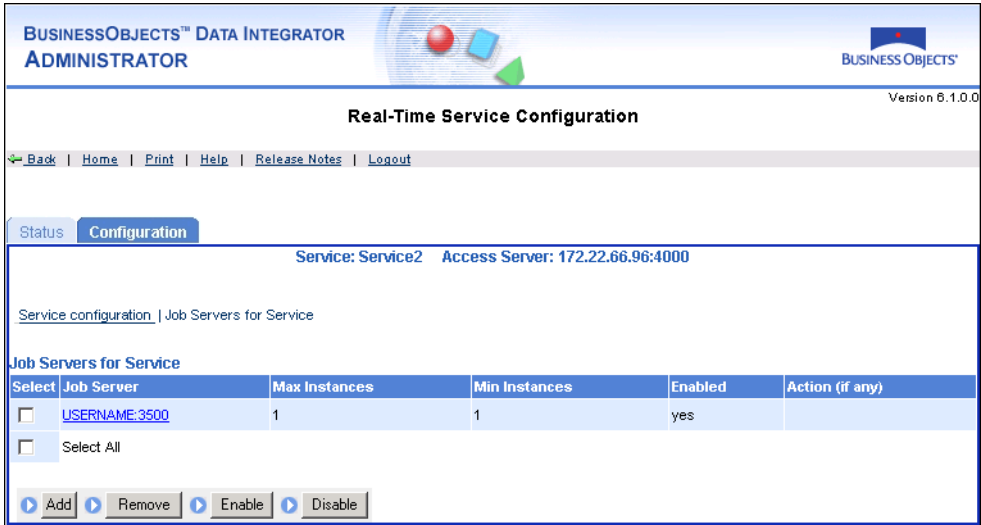 BUSINESSOBJECTS™ DATA INTEGRATOR
ADMINISTRATOR
BUSINESS OBJECTS®
Version 6.1.0.0
Real-Time Service Configuration
Back | Home | Print | Help | Release Notes | Logout
Status Configuration
Service: Service2 Access Server: 172.22.66.96:4000
Service configuration | Job Servers for Service
Job Servers for Service
Select Job Server Max Instances Min Instances Enabled Action (if any)
USERNAME:3500 1 1 yes
Select All
Add Remove Enable Disable